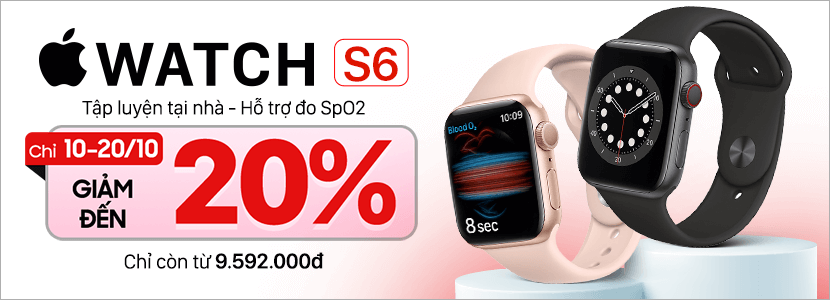 WATCH S6
Tập luyện tại nhà - Hỗ trợ đo SpO2
Chỉ 10-20/10
GIẢM
ĐẾN
20%
Chỉ còn từ 9.592.000đ
Blood O₂
10:09
8 sec